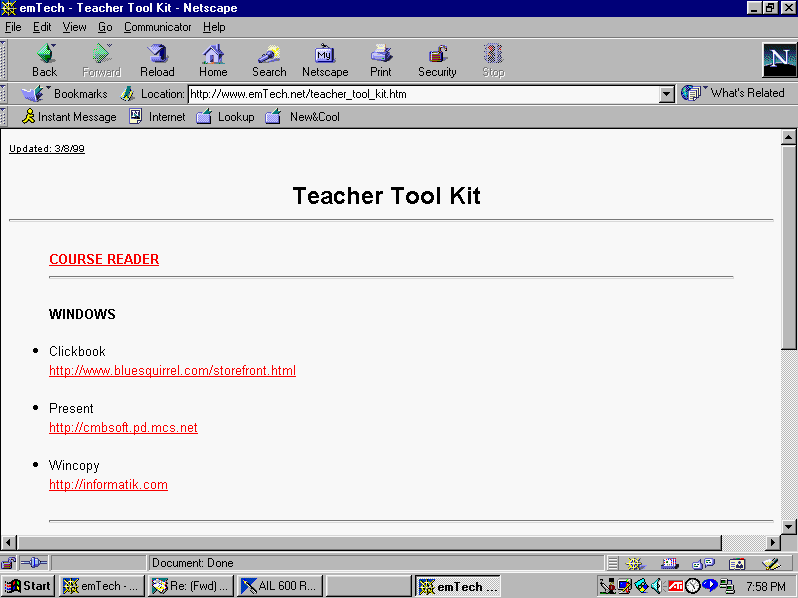 emTech - Teacher Tool Kit - Netscape
File Edit View Go Communicator Help
Back Forward Reload Home Search Netscape Print Security Stop
My
N
Bookmarks Location: http://www.emTech.net/teacher_tool_kit.htm What's Related
Instant Message Internet Lookup New&Cool
Updated: 3/8/99
Teacher Tool Kit
COURSE READER
WINDOWS
Clickbook
http://www.bluesquirrel.com/storefront.html
Present
http://cmbsoft.pd.mcs.net
Wincopy
http://informatik.com
Document: Done
Start emTech - ... Re: (Fwd) ... AIL 600 R... emTech ... ATI 7:58 PM